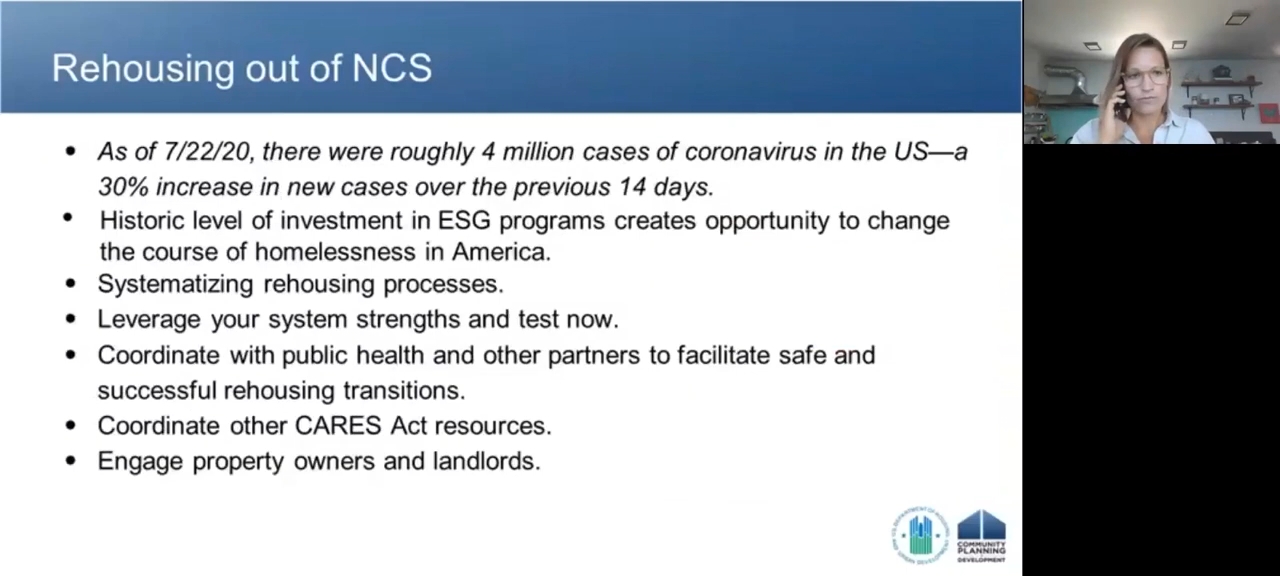 Rehousing out of NCS
• As of 7/22/20, there were roughly 4 million cases of coronavirus in the US—a
30% increase in new cases over the previous 14 days.
• Historic level of investment in ESG programs creates opportunity to change
the course of homelessness in America.
• Systematizing rehousing processes.
• Leverage your system strengths and test now.
• Coordinate with public health and other partners to facilitate safe and
successful rehousing transitions.
• Coordinate other CARES Act resources.
• Engage property owners and landlords.
COMMUNITY
PLANNING
DEVELOPMENT